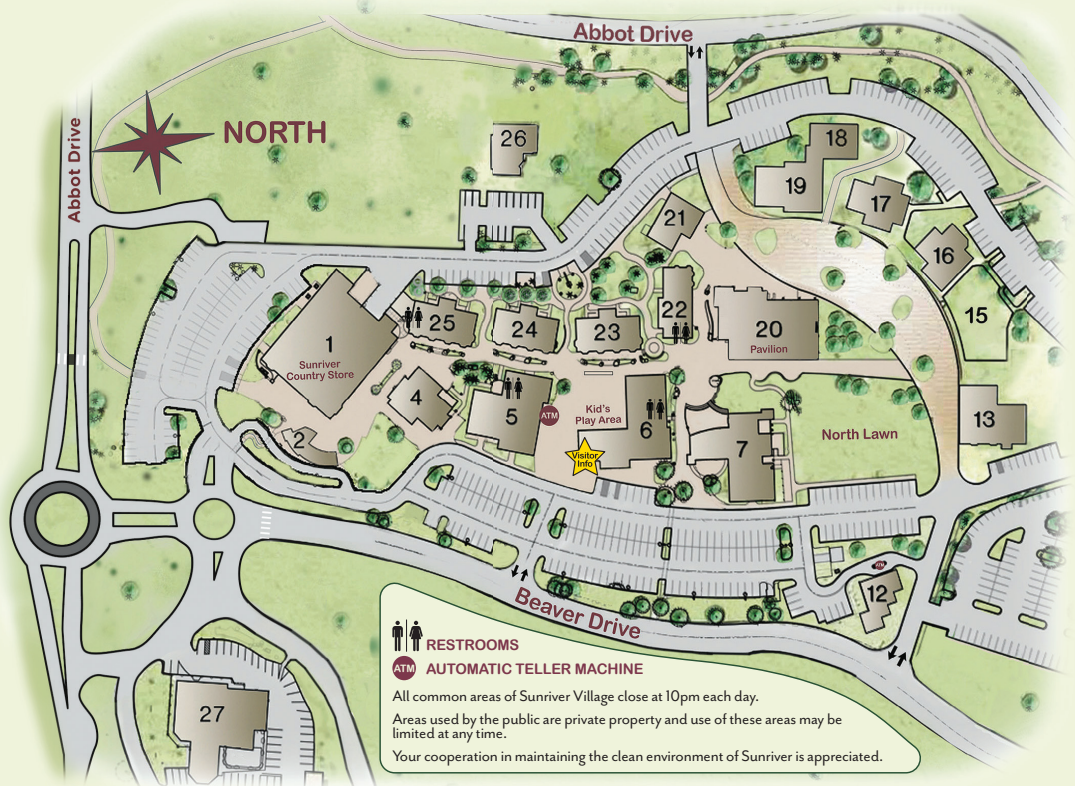 Abbot Drive
Abbot Drive
NORTH
26
18
19
17
21
16
15
22
25
24
23
20
Pavilion
1
Sunriver
Country Store
4
5
ATM
Kid's
Play Area
6
Visitor
Info
7
North Lawn
13
2
12
ATM
Beaver Drive
27
RESTROOMS
ATM AUTOMATIC TELLER MACHINE
All common areas of Sunriver Village close at 10pm each day.
Areas used by the public are private property and use of these areas may be
limited at any time.
Your cooperation in maintaining the clean environment of Sunriver is appreciated.